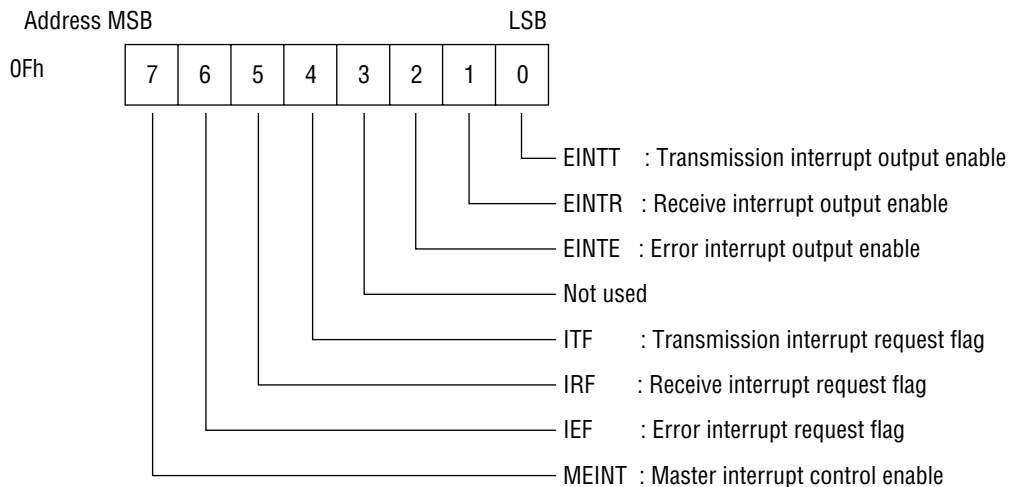 Address MSB LSB
0Fh 7 6 5 4 3 2 1 0
EINTT : Transmission interrupt output enable
EINTR : Receive interrupt output enable
EINTE : Error interrupt output enable
Not used
ITF : Transmission interrupt request flag
IRF : Receive interrupt request flag
IEF : Error interrupt request flag
MEINT : Master interrupt control enable